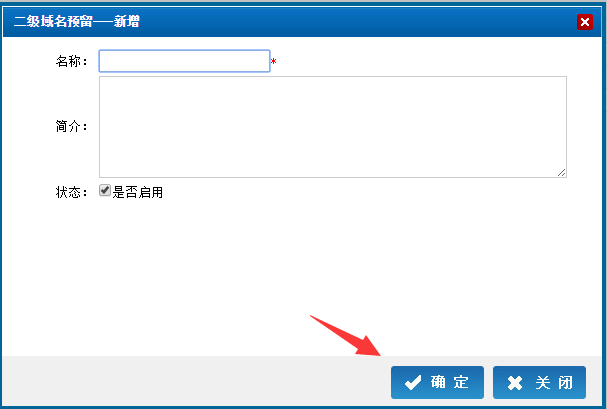 二级域名预留---新增
名称： *
简介：
状态： 是否启用
确 定 关 闭